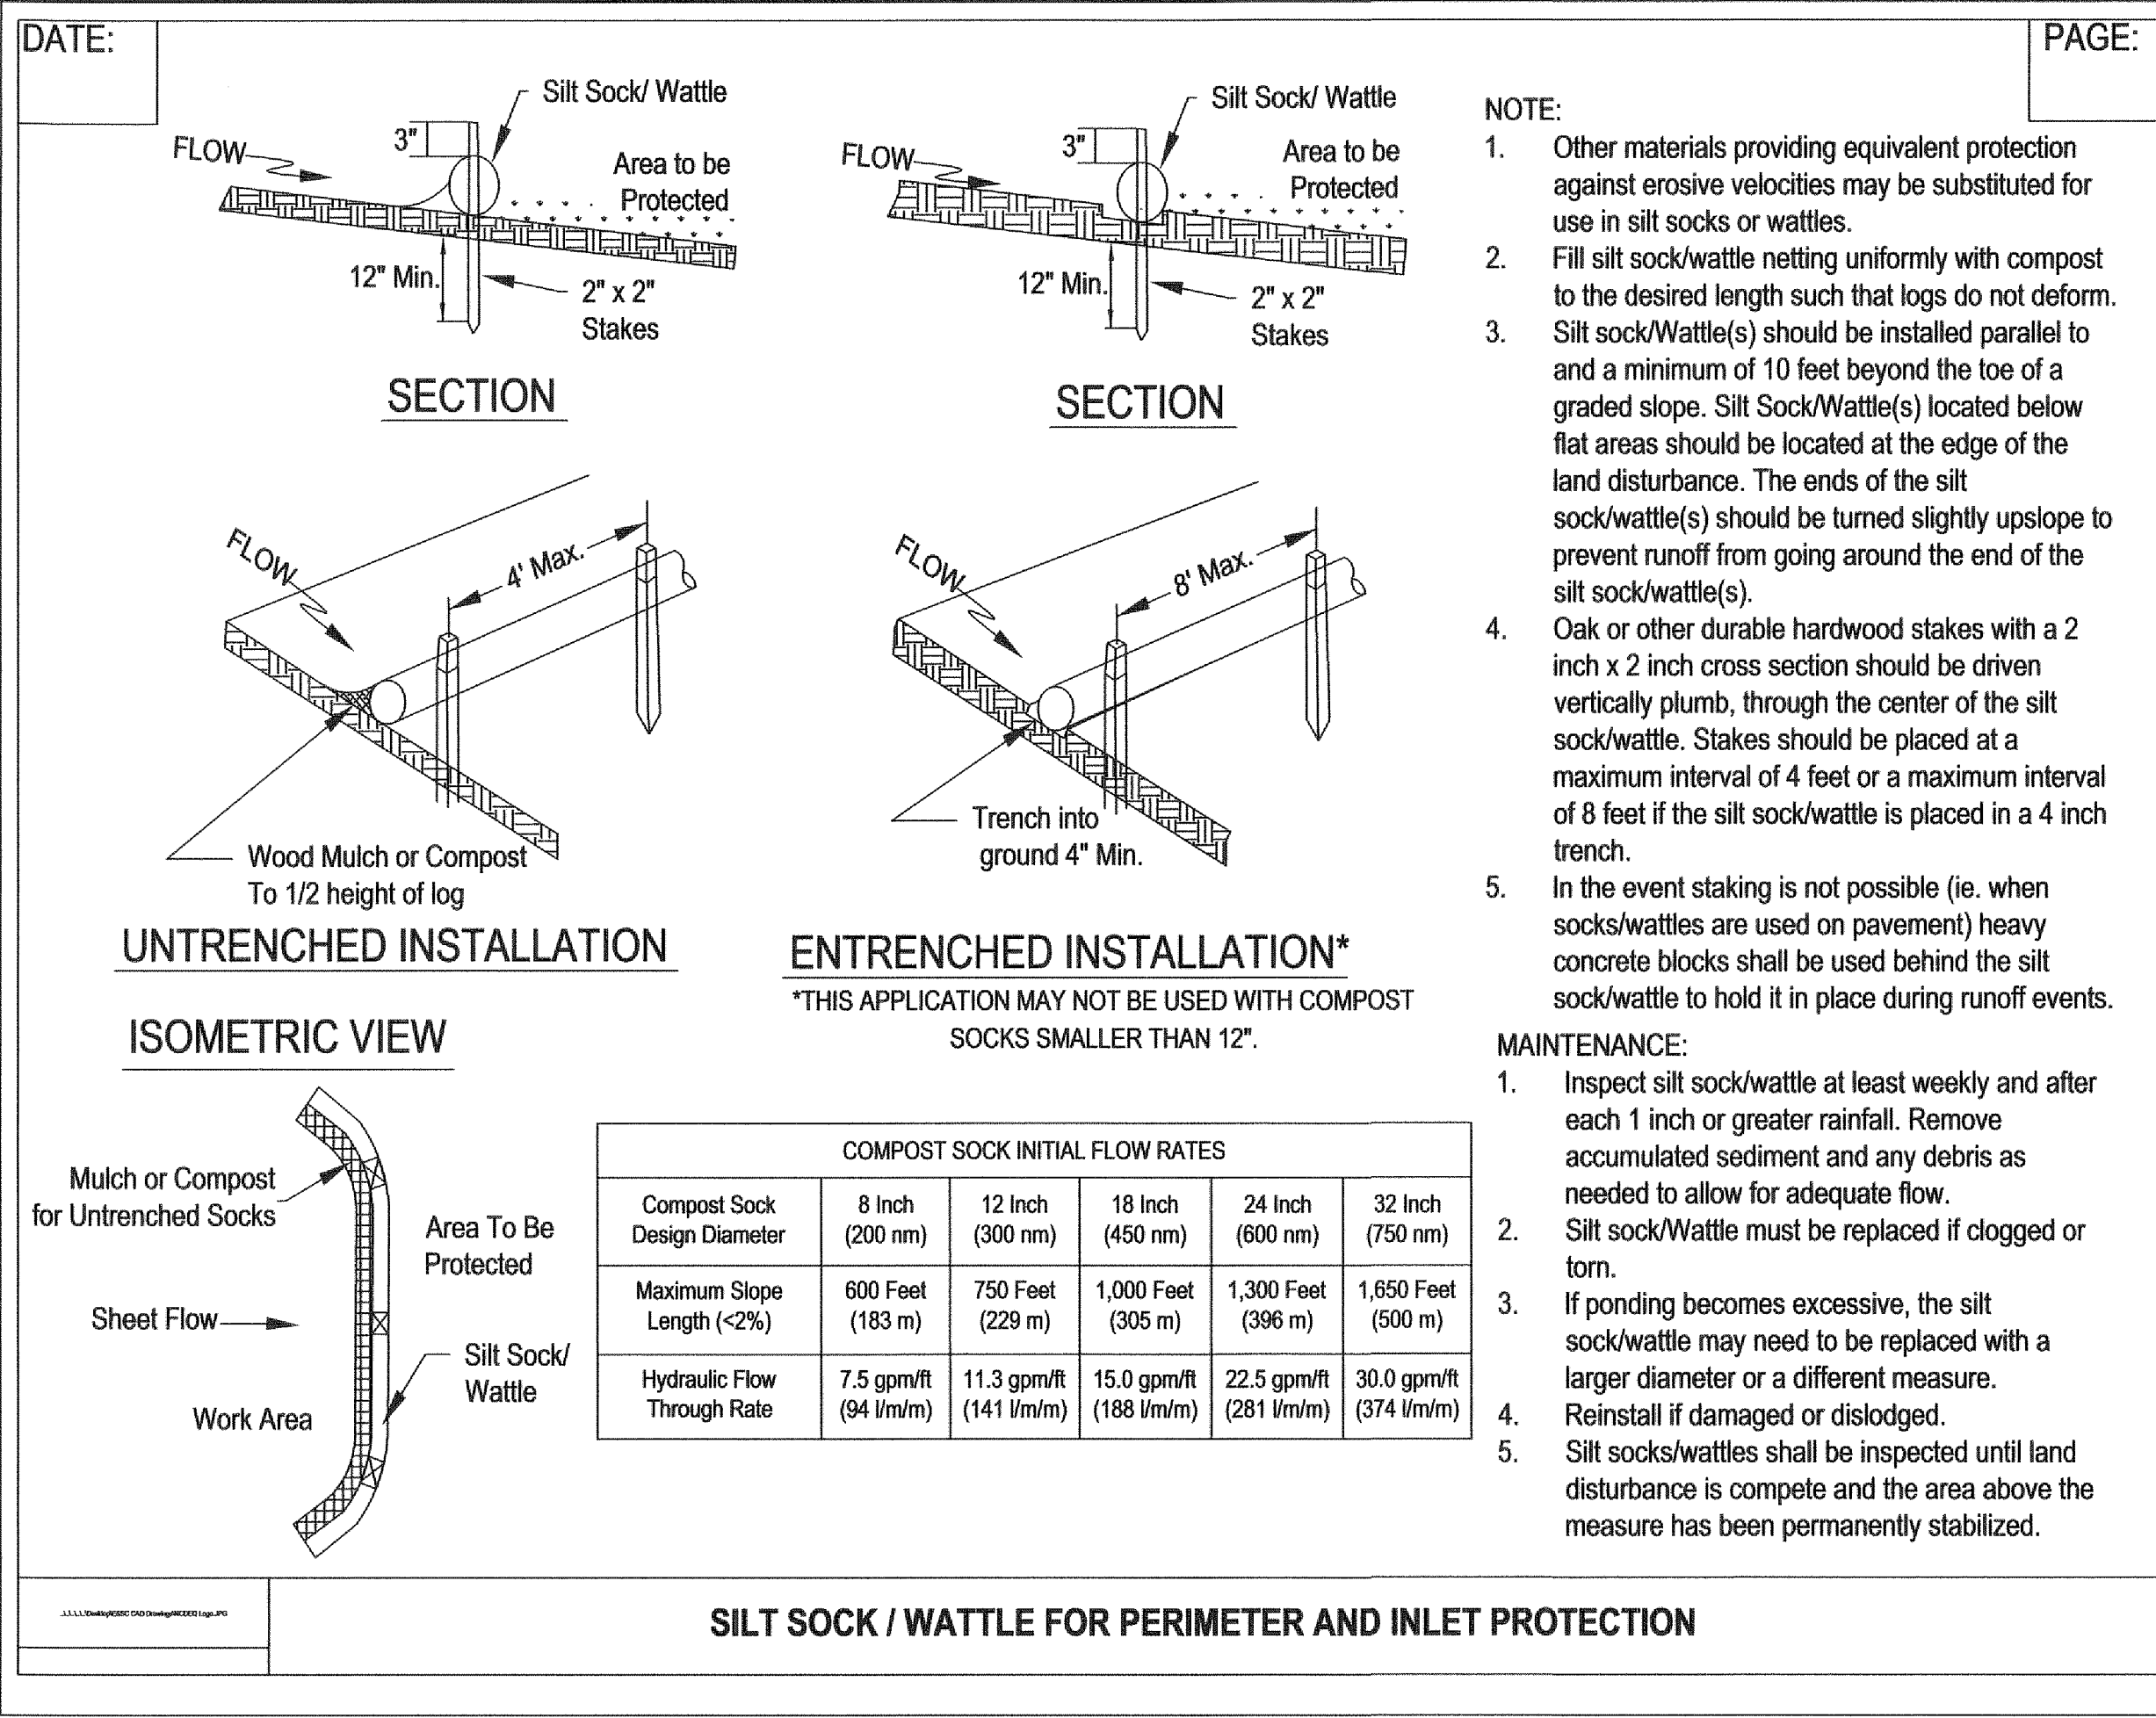 DATE:
PAGE:
Silt Sock/ Wattle
3"
FLOW
Area to be
Protected
12" Min.
2" x 2"
Stakes
SECTION
Silt Sock/ Wattle
3"
FLOW
Area to be
Protected
12" Min.
2" x 2"
Stakes
SECTION
FLOW
4' Max.
Wood Mulch or Compost
To 1/2 height of log
UNTRENCHED INSTALLATION
FLOW
8' Max.
Trench into
ground 4" Min.
ENTRENCHED INSTALLATION*
*THIS APPLICATION MAY NOT BE USED WITH COMPOST
SOCKS SMALLER THAN 12".
ISOMETRIC VIEW
Mulch or Compost
for Untrenched Socks
Area To Be
Protected
Sheet Flow
Silt Sock/
Wattle
Work Area
COMPOST SOCK INITIAL FLOW RATES
Compost Sock
Design Diameter
8 Inch
(200 nm)
12 Inch
(300 nm)
18 Inch
(450 nm)
24 Inch
(600 nm)
32 Inch
(750 nm)
Maximum Slope
Length (<2%)
600 Feet
(183 m)
750 Feet
(229 m)
1,000 Feet
(305 m)
1,300 Feet
(396 m)
1,650 Feet
(500 m)
Hydraulic Flow
Through Rate
7.5 gpm/ft
(94 l/m/m)
11.3 gpm/ft
(141 l/m/m)
15.0 gpm/ft
(188 l/m/m)
22.5 gpm/ft
(281 l/m/m)
30.0 gpm/ft
(374 l/m/m)
NOTE:
1. Other materials providing equivalent protection
against erosive velocities may be substituted for
use in silt socks or wattles.
2. Fill silt sock/wattle netting uniformly with compost
to the desired length such that logs do not deform.
3. Silt sock/Wattle(s) should be installed parallel to
and a minimum of 10 feet beyond the toe of a
graded slope. Silt Sock/Wattle(s) located below
flat areas should be located at the edge of the
land disturbance. The ends of the silt
sock/wattle(s) should be turned slightly upslope to
prevent runoff from going around the end of the
silt sock/wattle(s).
4. Oak or other durable hardwood stakes with a 2
inch x 2 inch cross section should be driven
vertically plumb, through the center of the silt
sock/wattle. Stakes should be placed at a
maximum interval of 4 feet or a maximum interval
of 8 feet if the silt sock/wattle is placed in a 4 inch
trench.
5. In the event staking is not possible (ie. when
socks/wattles are used on pavement) heavy
concrete blocks shall be used behind the silt
sock/wattle to hold it in place during runoff events.
MAINTENANCE:
1. Inspect silt sock/wattle at least weekly and after
each 1 inch or greater rainfall. Remove
accumulated sediment and any debris as
needed to allow for adequate flow.
2. Silt sock/Wattle must be replaced if clogged or
torn.
3. If ponding becomes excessive, the silt
sock/wattle may need to be replaced with a
larger diameter or a different measure.
4. Reinstall if damaged or dislodged.
5. Silt socks/wattles shall be inspected until land
disturbance is compete and the area above the
measure has been permanently stabilized.
SILT SOCK / WATTLE FOR PERIMETER AND INLET PROTECTION